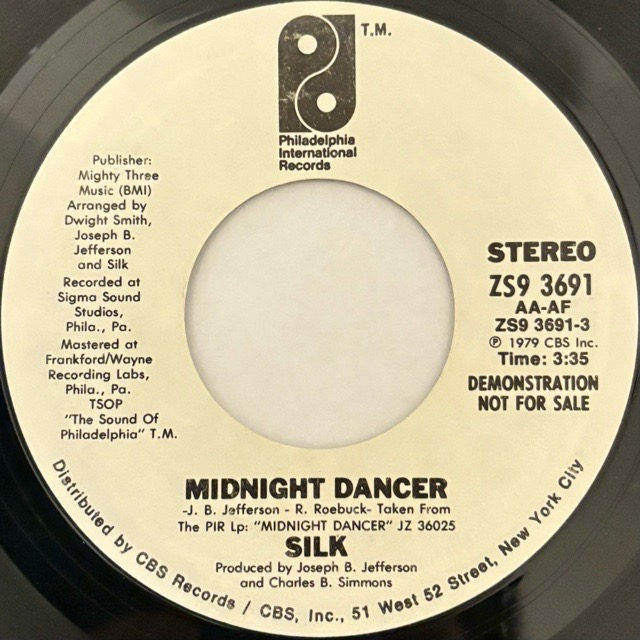 T.M.
Philadelphia
International
Records
Publisher:
Mighty Three
Music (BMI)
Arranged by
Dwight Smith,
Joseph B.
Jefferson
and Silk
Recorded at
Sigma Sound
Studios,
Phila., Pa.
Mastered at
Frankford/Wayne
Recording Labs,
Phila., Pa.
TSOP
"The Sound Of
Philadelphia" T.M.
STEREO
ZS9 3691
AA-AF
ZS9 3691-3
℗ 1979 CBS Inc.
Time: 3:35
DEMONSTRATION
NOT FOR SALE
MIDNIGHT DANCER
-J. B. Jefferson - R. Roebuck- Taken From
The PIR Lp: "MIDNIGHT DANCER" JZ 36025
SILK
Produced by Joseph B. Jefferson
and Charles B. Simmons
Distributed by CBS Records / CBS, Inc., 51 West 52 Street, New York City